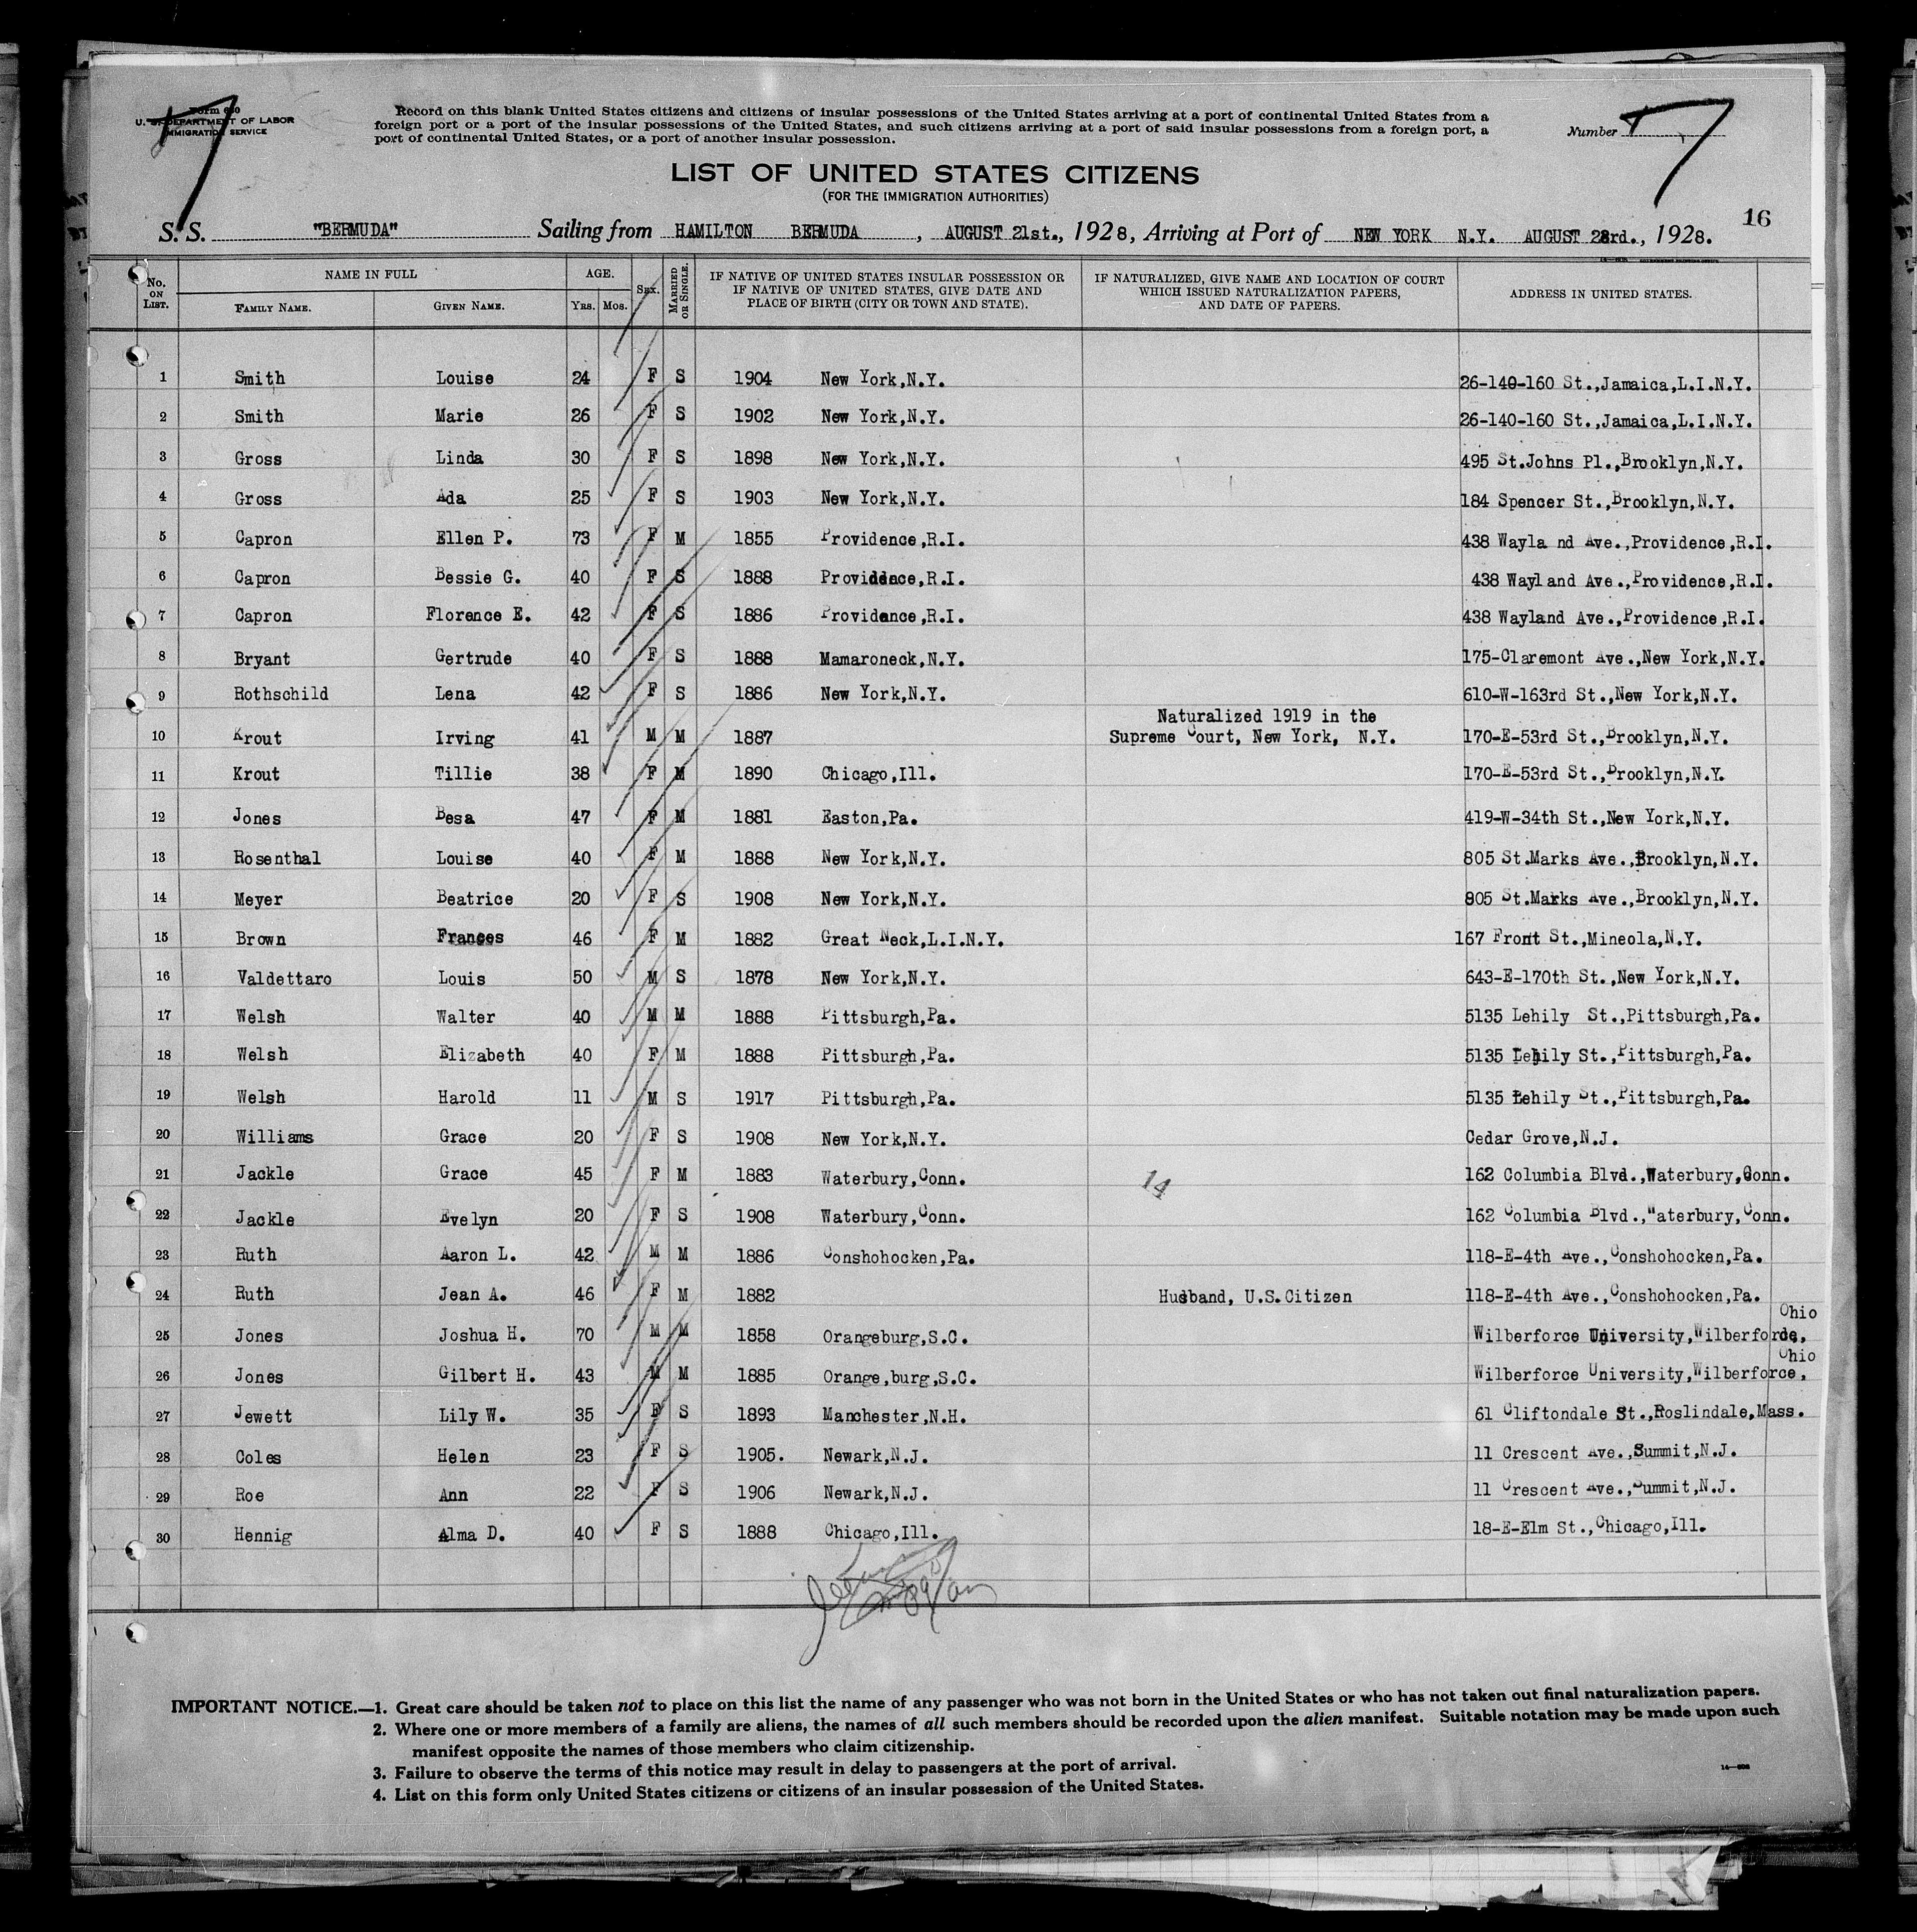 Form 630
U. S. DEPARTMENT OF LABOR
IMMIGRATION SERVICE
7
Record on this blank United States citizens and citizens of insular possessions of the United States arriving at a port of continental United States from a
foreign port or a port of the insular possessions of the United States, and such citizens arriving at a port of said insular possessions from a foreign port, a
port of continental United States, or a port of another insular possession.
Number 7
LIST OF UNITED STATES CITIZENS
(FOR THE IMMIGRATION AUTHORITIES)
16
S. S. "BERMUDA" Sailing from HAMILTON BERMUDA , AUGUST 21st., 1928, Arriving at Port of NEW YORK N.Y. AUGUST 23rd., 1928.
No. ON LIST. NAME IN FULL FAMILY NAME. GIVEN NAME. AGE. YRS. MOS. SEX. MARRIED OR SINGLE. IF NATIVE OF UNITED STATES INSULAR POSSESSION OR IF NATIVE OF UNITED STATES, GIVE DATE AND PLACE OF BIRTH (CITY OR TOWN AND STATE). IF NATURALIZED, GIVE NAME AND LOCATION OF COURT WHICH ISSUED NATURALIZATION PAPERS, AND DATE OF PAPERS. ADDRESS IN UNITED STATES.
1 Smith Louise 24 F S 1904 New York,N.Y. 26-140-160 St.,Jamaica,L.I.N.Y.
2 Smith Marie 26 F S 1902 New York,N.Y. 26-140-160 St.,Jamaica,L.I.N.Y.
3 Gross Linda 30 F S 1898 New York,N.Y. 495 St.Johns Pl.,Brooklyn,N.Y.
4 Gross Ada 25 F S 1903 New York,N.Y. 184 Spencer St.,Brooklyn,N.Y.
5 Capron Ellen P. 73 F M 1855 Providence,R.I. 438 Wayla nd Ave.,Providence,R.I.
6 Capron Bessie G. 40 F S 1888 Providdnce,R.I. 438 Wayland Ave.,Providence,R.I.
7 Capron Florence E. 42 F S 1886 Providence,R.I. 438 Wayland Ave.,Providence,R.I.
8 Bryant Gertrude 40 F S 1888 Mamaroneck,N.Y. 175-Claremont Ave.,New York,N.Y.
9 Rothschild Lena 42 F S 1886 New York,N.Y. 610-W-163rd St.,New York,N.Y.
10 Krout Irving 41 M M 1887 Naturalized 1919 in the Supreme Court, New York, N.Y. 170-E-53rd St.,Brooklyn,N.Y.
11 Krout Tillie 38 F M 1890 Chicago,Ill. 170-E-53rd St.,Brooklyn,N.Y.
12 Jones Besa 47 F M 1881 Easton,Pa. 419-W-34th St.,New York,N.Y.
13 Rosenthal Louise 40 F M 1888 New York,N.Y. 805 St.Marks Ave.,Brooklyn,N.Y.
14 Meyer Beatrice 20 F S 1908 New York,N.Y. 805 St.Marks Ave.,Brooklyn,N.Y.
15 Brown Frances 46 F M 1882 Great Neck,L.I.N.Y. 167 Front St.,Mineola,N.Y.
16 Valdettaro Louis 50 M S 1878 New York,N.Y. 643-E-170th St.,New York,N.Y.
17 Welsh Walter 40 M M 1888 Pittsburgh,Pa. 5135 Lehily St.,Pittsburgh,Pa.
18 Welsh Elizabeth 40 F M 1888 Pittsburgh,Pa. 5135 Lehily St.,Pittsburgh,Pa.
19 Welsh Harold 11 M S 1917 Pittsburgh,Pa. 5135 Lehily St.,Pittsburgh,Pa.
20 Williams Grace 20 F S 1908 New York,N.Y. Cedar Grove,N.J.
21 Jackle Grace 45 F M 1883 Waterbury,Conn. 14 162 Columbia Blvd.,Waterbury,Conn.
22 Jackle Evelyn 20 F S 1908 Waterbury,Conn. 162 Columbia Blvd.,Waterbury,Conn.
23 Ruth Aaron L. 42 M M 1886 Conshohocken,Pa. 118-E-4th Ave.,Conshohocken,Pa.
24 Ruth Jean A. 46 F M 1882 Husband, U.S.Citizen 118-E-4th Ave.,Conshohocken,Pa.
25 Jones Joshua H. 70 M M 1858 Orangeburg,S.C. Wilberforce University,Wilberforce, Ohio
26 Jones Gilbert H. 43 M M 1885 Orange,burg,S.C. Wilberforce University,Wilberforce, Ohio
27 Jewett Lily W. 35 F S 1893 Manchester,N.H. 61 Cliftondale St.,Roslindale,Mass.
28 Coles Helen 23 F S 1905. Newark,N.J. 11 Crescent Ave.,Summit,N.J.
29 Roe Ann 22 F S 1906 Newark,N.J. 11 Crescent Ave.,Summit,N.J.
30 Hennig Alma D. 40 F S 1888 Chicago,Ill. 18-E-Elm St.,Chicago,Ill.
IMPORTANT NOTICE.—1. Great care should be taken not to place on this list the name of any passenger who was not born in the United States or who has not taken out final naturalization papers.
2. Where one or more members of a family are aliens, the names of all such members should be recorded upon the alien manifest. Suitable notation may be made upon such
manifest opposite the names of those members who claim citizenship.
3. Failure to observe the terms of this notice may result in delay to passengers at the port of arrival.
4. List on this form only United States citizens or citizens of an insular possession of the United States.